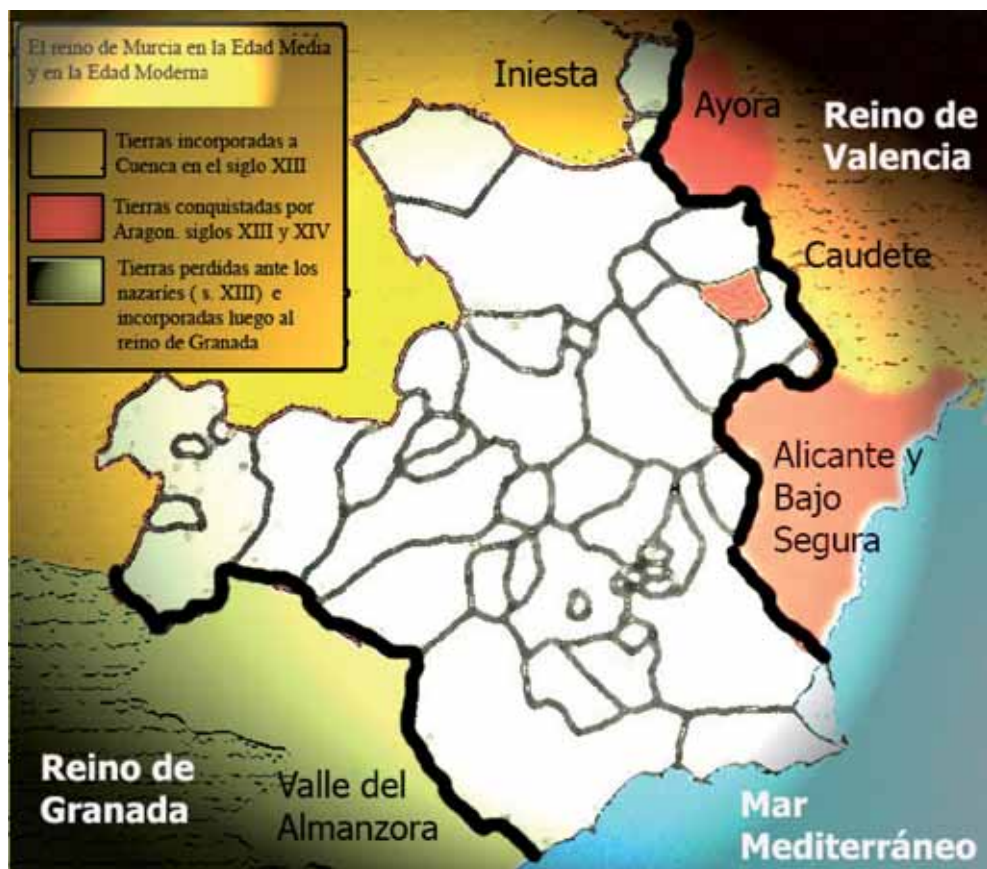 El reino de Murcia en la Edad Media
y en la Edad Moderna
Tierras incorporadas a
Cuenca en el siglo XIII
Tierras conquistadas por
Aragon. siglos XIII y XIV
Tierras perdidas ante los
nazaries ( s. XIII) e
incorporadas luego al
reino de Granada
Iniesta
Ayora
Reino de
Valencia
Caudete
Alicante y
Bajo
Segura
Reino de
Granada
Valle del
Almanzora
Mar
Mediterráneo